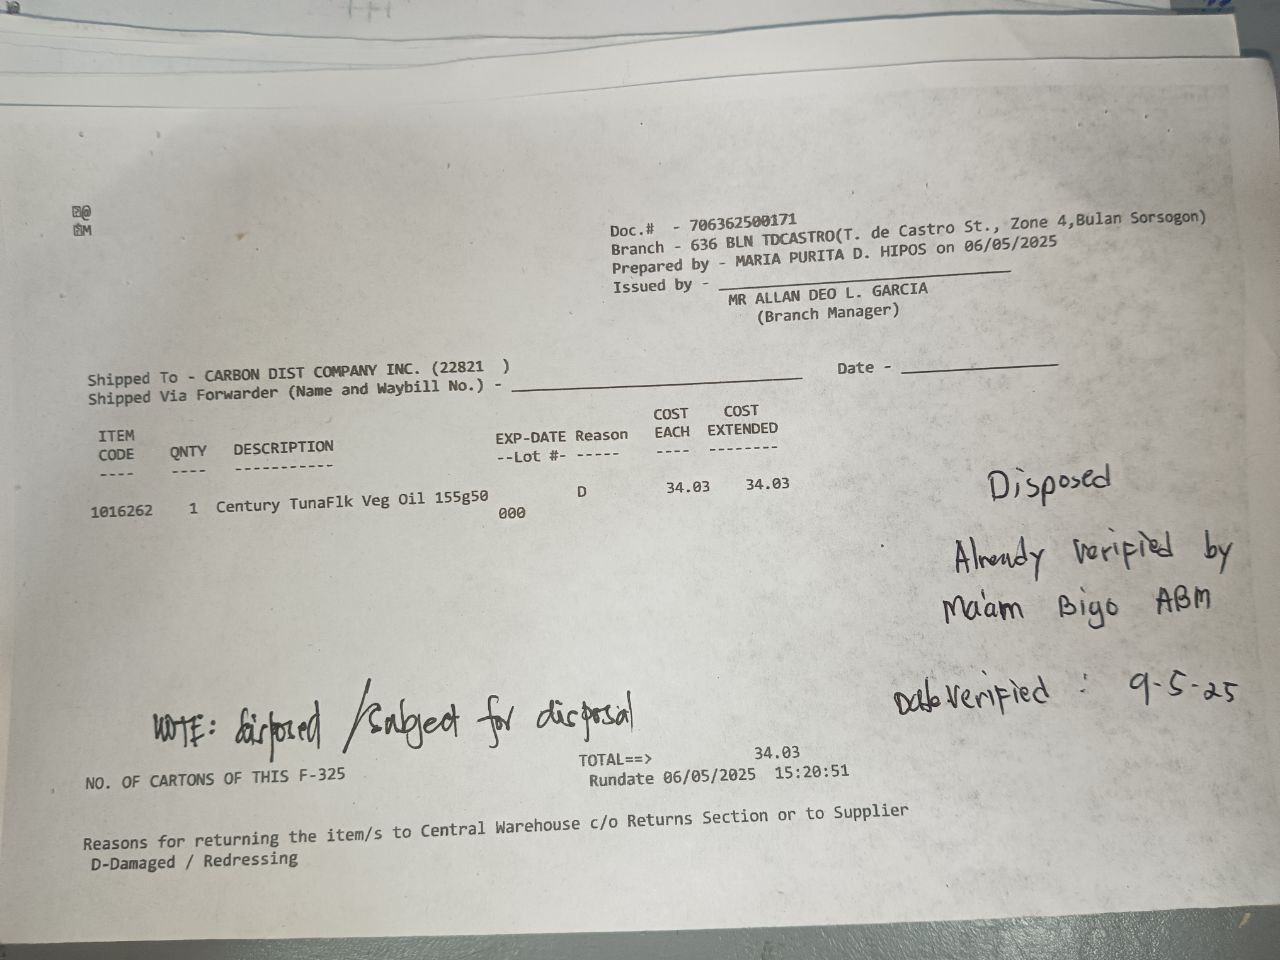 Doc.# - 706362500171
Branch - 636 BLN TDCASTRO(T. de Castro St., Zone 4,Bulan Sorsogon)
Prepared by - MARIA PURITA D. HIPOS on 06/05/2025
Issued by -
MR ALLAN DEO L. GARCIA
(Branch Manager)
Shipped To - CARBON DIST COMPANY INC. (22821 )
Shipped Via Forwarder (Name and Waybill No.) - Date -
ITEM CODE QNTY DESCRIPTION EXP-DATE --Lot #- Reason COST EACH COST EXTENDED
1016262 1 Century TunaFlk Veg Oil 155g50 D 34.03 34.03
000
Disposed
Already verified by
Ma'am Bigo ABM
Date verified : 9-5-25
NOTE: disposed / subject for disposal
TOTAL==> 34.03
NO. OF CARTONS OF THIS F-325 Rundate 06/05/2025 15:20:51
Reasons for returning the item/s to Central Warehouse c/o Returns Section or to Supplier
D-Damaged / Redressing